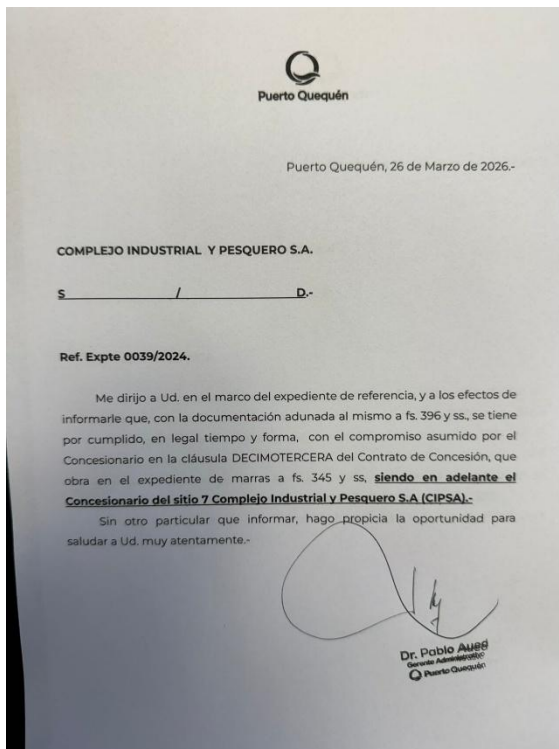 Puerto Quequén
Puerto Quequén, 26 de Marzo de 2026.-
COMPLEJO INDUSTRIAL Y PESQUERO S.A.
S / D.-
Ref. Expte 0039/2024.
Me dirijo a Ud. en el marco del expediente de referencia, y a los efectos de
informarle que, con la documentación adunada al mismo a fs. 396 y ss., se tiene
por cumplido, en legal tiempo y forma, con el compromiso asumido por el
Concesionario en la cláusula DECIMOTERCERA del Contrato de Concesión, que
obra en el expediente de marras a fs. 345 y ss, siendo en adelante el
Concesionario del sitio 7 Complejo Industrial y Pesquero S.A (CIPSA).-
Sin otro particular que informar, hago propicia la oportunidad para
saludar a Ud. muy atentamente.-
Dr. Pablo Aued
Gerente Administrativo
Puerto Quequén